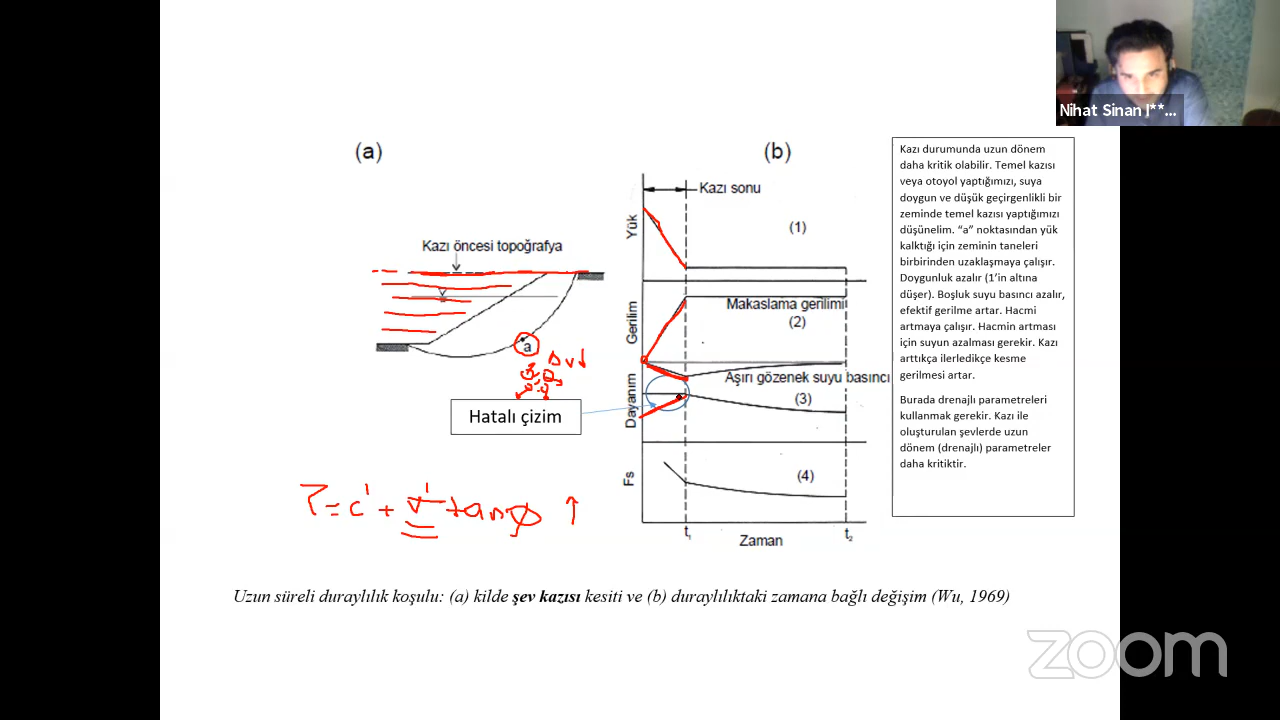 Nihat Sinan I**...
(a)
(b)
Kazı öncesi topoğrafya
a
Δvd
Hatalı çizim
τ = c' + σ' tanφ ↑
Kazı sonu
Yük
(1)
Gerilim
Makaslama gerilimi
(2)
Dayanım
Aşırı gözenek suyu basıncı
(3)
Fs
(4)
t1
t2
Zaman
Kazı durumunda uzun dönem
daha kritik olabilir. Temel kazısı
veya otoyol yaptığımızı, suya
doygun ve düşük geçirgenlikli bir
zeminde temel kazısı yaptığımızı
düşünelim. “a” noktasından yük
kalktığı için zeminin taneleri
birbirinden uzaklaşmaya çalışır.
Doygunluk azalır (1’in altına
düşer). Boşluk suyu basıncı azalır,
efektif gerilme artar. Hacmi
artmaya çalışır. Hacmin artması
için suyun azalması gerekir. Kazı
arttıkça ilerledikçe kesme
gerilmesi artar.
Burada drenajlı parametreleri
kullanmak gerekir. Kazı ile
oluşturulan şevlerde uzun
dönem (drenajlı) parametreler
daha kritiktir.
Uzun süreli duraylılık koşulu: (a) kilde şev kazısı kesiti ve (b) duraylılıktaki zamana bağlı değişim (Wu, 1969)
zoom